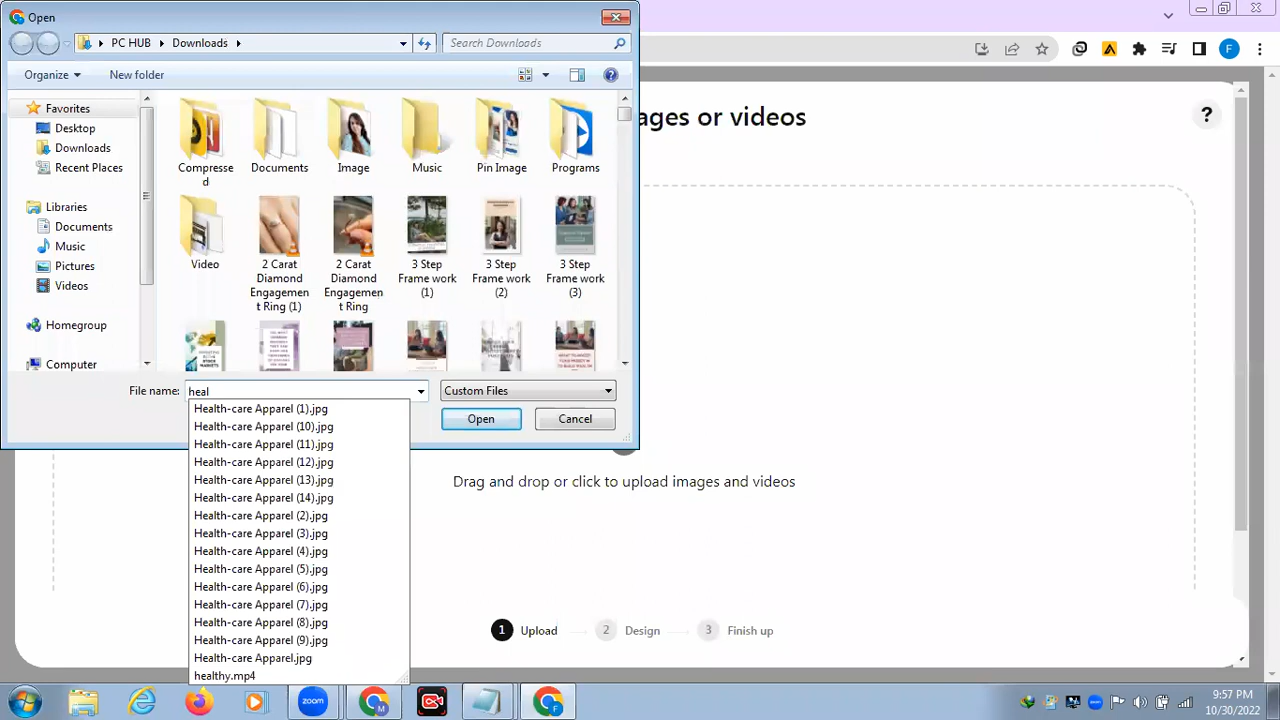 Open
PC HUB
Downloads
Search Downloads
F
Organize
New folder
Favorites
Desktop
Downloads
Recent Places
Libraries
Documents
Music
Pictures
Videos
Homegroup
Computer
Compresse
d
Documents
Image
Music
Pin Image
Programs
Video
2 Carat
Diamond
Engagemen
t Ring (1)
2 Carat
Diamond
Engagemen
t Ring
3 Step
Frame work
(1)
3 Step
Frame work
(2)
3 Step
Frame work
(3)
File name:
heal
Custom Files
Open
Cancel
Health-care Apparel (1).jpg
Health-care Apparel (10).jpg
Health-care Apparel (11).jpg
Health-care Apparel (12).jpg
Health-care Apparel (13).jpg
Health-care Apparel (14).jpg
Health-care Apparel (2).jpg
Health-care Apparel (3).jpg
Health-care Apparel (4).jpg
Health-care Apparel (5).jpg
Health-care Apparel (6).jpg
Health-care Apparel (7).jpg
Health-care Apparel (8).jpg
Health-care Apparel (9).jpg
Health-care Apparel.jpg
healthy.mp4
ages or videos
?
Drag and drop or click to upload images and videos
1 Upload
2 Design
3 Finish up
zoom
M
F
9:57 PM
10/30/2022